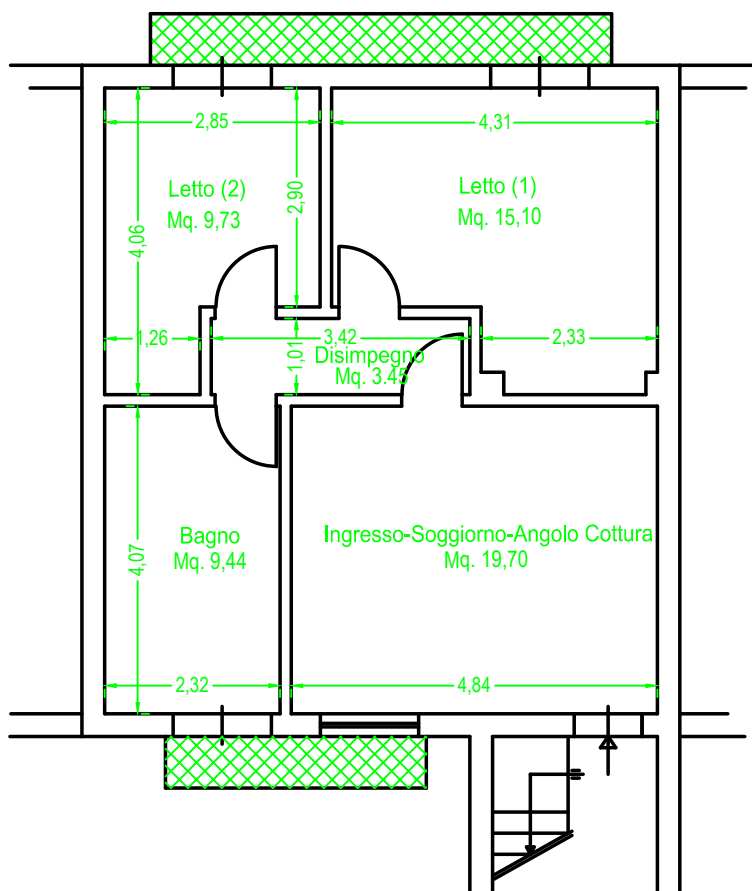 2,85
4,31
Letto (2)
Mq. 9,73
2,90
Letto (1)
Mq. 15,10
4,06
1,26
3,42
2,33
1,01
Disimpegno
Mq. 3.45
Bagno
Mq. 9,44
Ingresso-Soggiorno-Angolo Cottura
Mq. 19,70
4,07
2,32
4,84